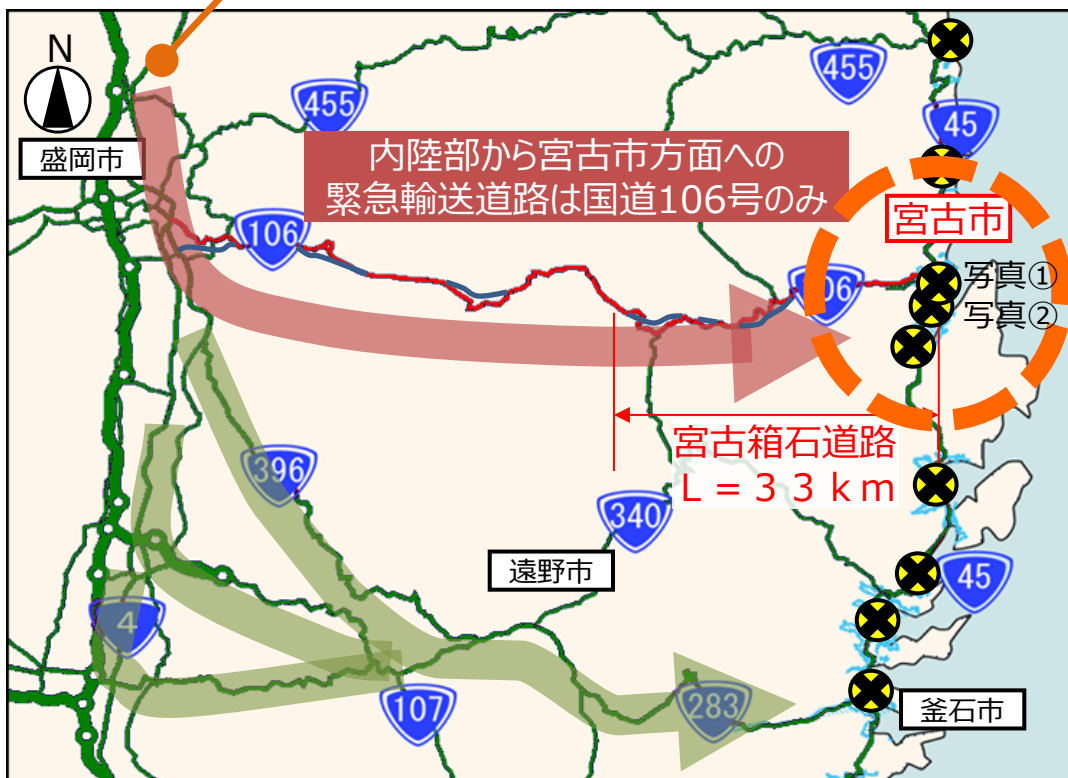 N
盛岡市
455
455
45
内陸部から宮古市方面への
緊急輸送道路は国道106号のみ
宮古市
106
106
写真①
写真②
宮古箱石道路
L=33km
396
340
遠野市
45
4
107
283
釜石市